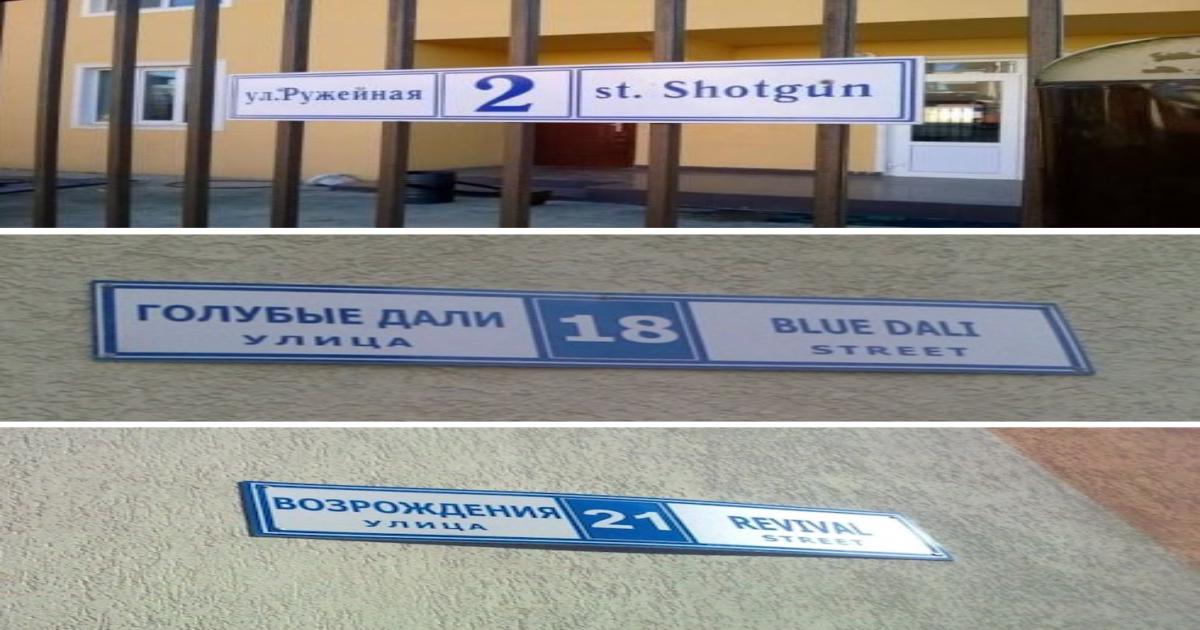 ул.Ружейная 2 st. Shotgun
ГОЛУБЫЕ ДАЛИ 18 BLUE DALI
УЛИЦА STREET
ВОЗРОЖДЕНИЯ 21 REVIVAL
УЛИЦА STREET